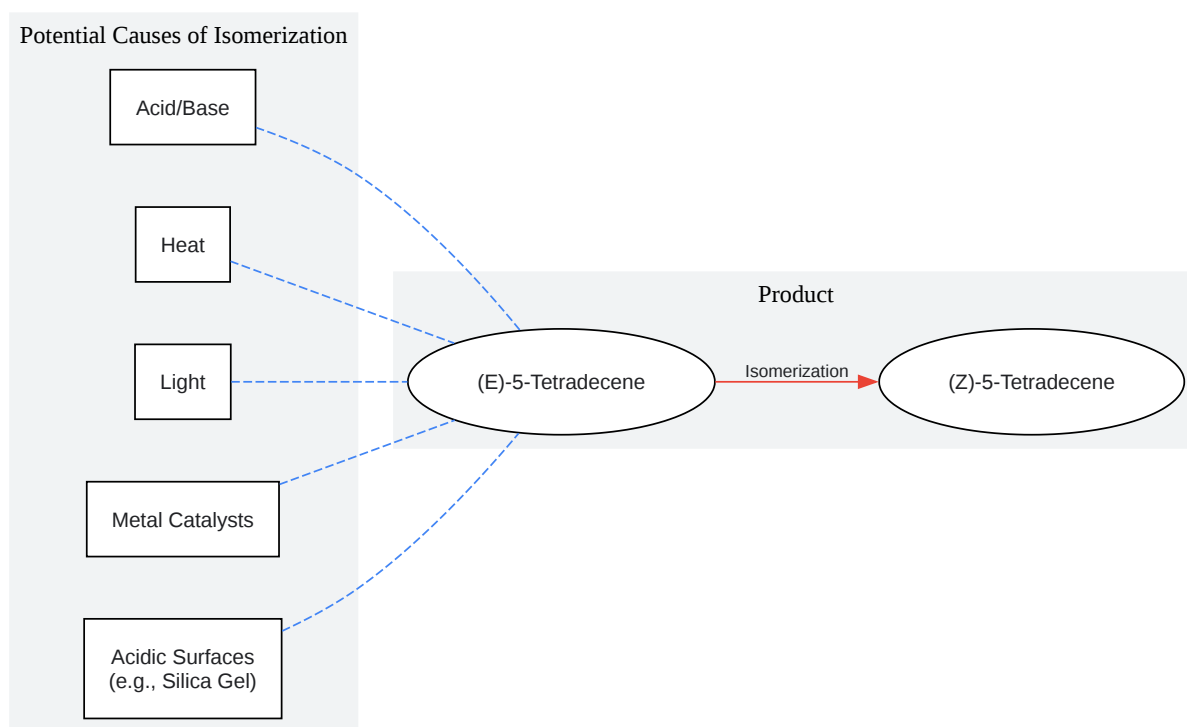 Potential Causes of Isomerization
Acid/Base
Heat
Light
Metal Catalysts
Acidic Surfaces
(e.g., Silica Gel)
Product
(E)-5-Tetradecene
Isomerization
(Z)-5-Tetradecene